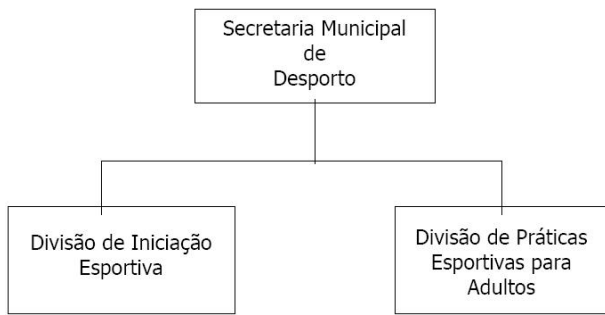 Secretaria Municipal
de
Desporto
Divisão de Iniciação
Esportiva
Divisão de Práticas
Esportivas para
Adultos